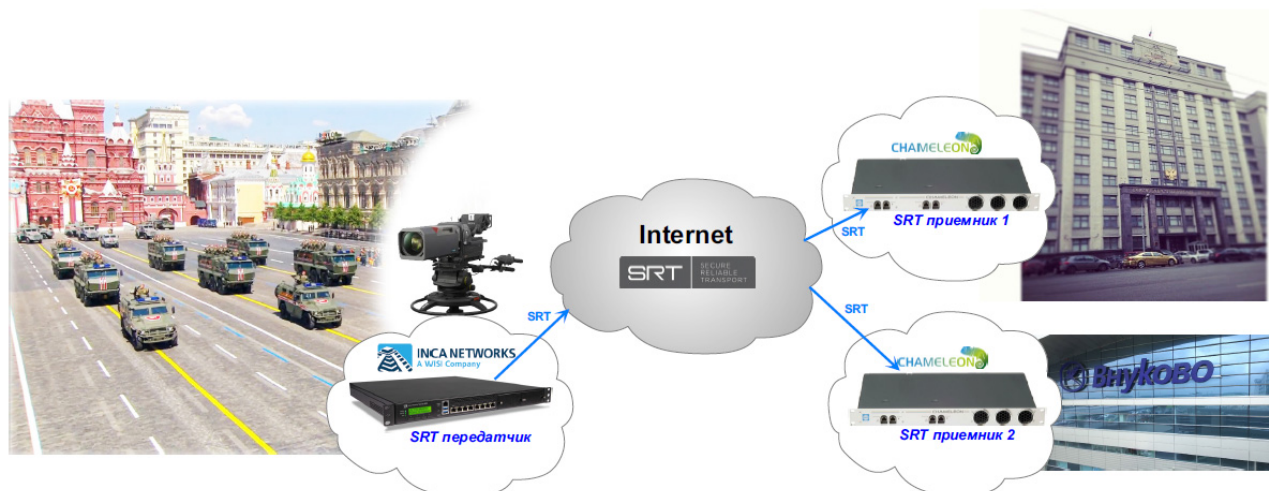 CHAMELEON
SRT приемник 1
SRT
Internet
SRT
SECURE
RELIABLE
TRANSPORT
SRT
SRT
INCA NETWORKS
A WISI Company
SRT передатчик
CHAMELEON
SRT приемник 2
Внуково